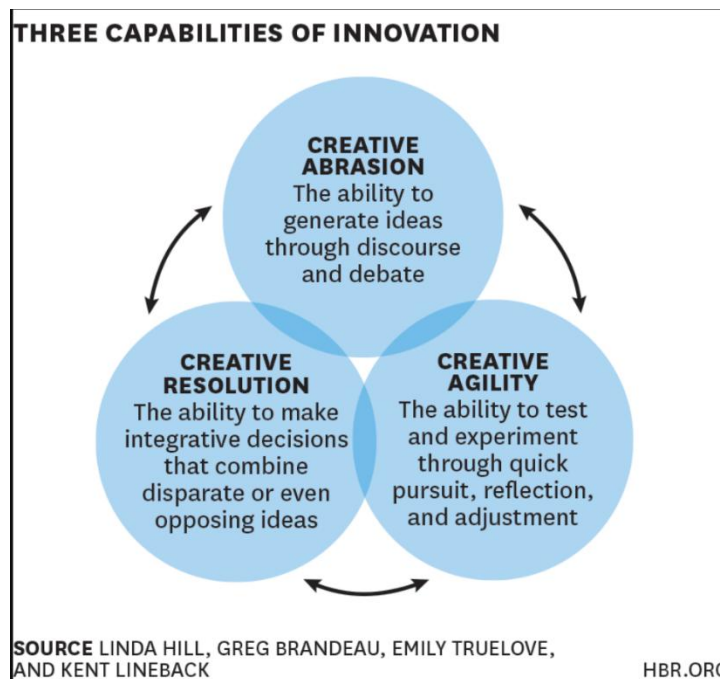 THREE CAPABILITIES OF INNOVATION
CREATIVE
ABRASION
The ability to
generate ideas
through discourse
and debate
CREATIVE
RESOLUTION
The ability to make
integrative decisions
that combine
disparate or even
opposing ideas
CREATIVE
AGILITY
The ability to test
and experiment
through quick
pursuit, reflection,
and adjustment
SOURCE LINDA HILL, GREG BRANDEAU, EMILY TRUELOVE,
AND KENT LINEBACK
HBR.ORG